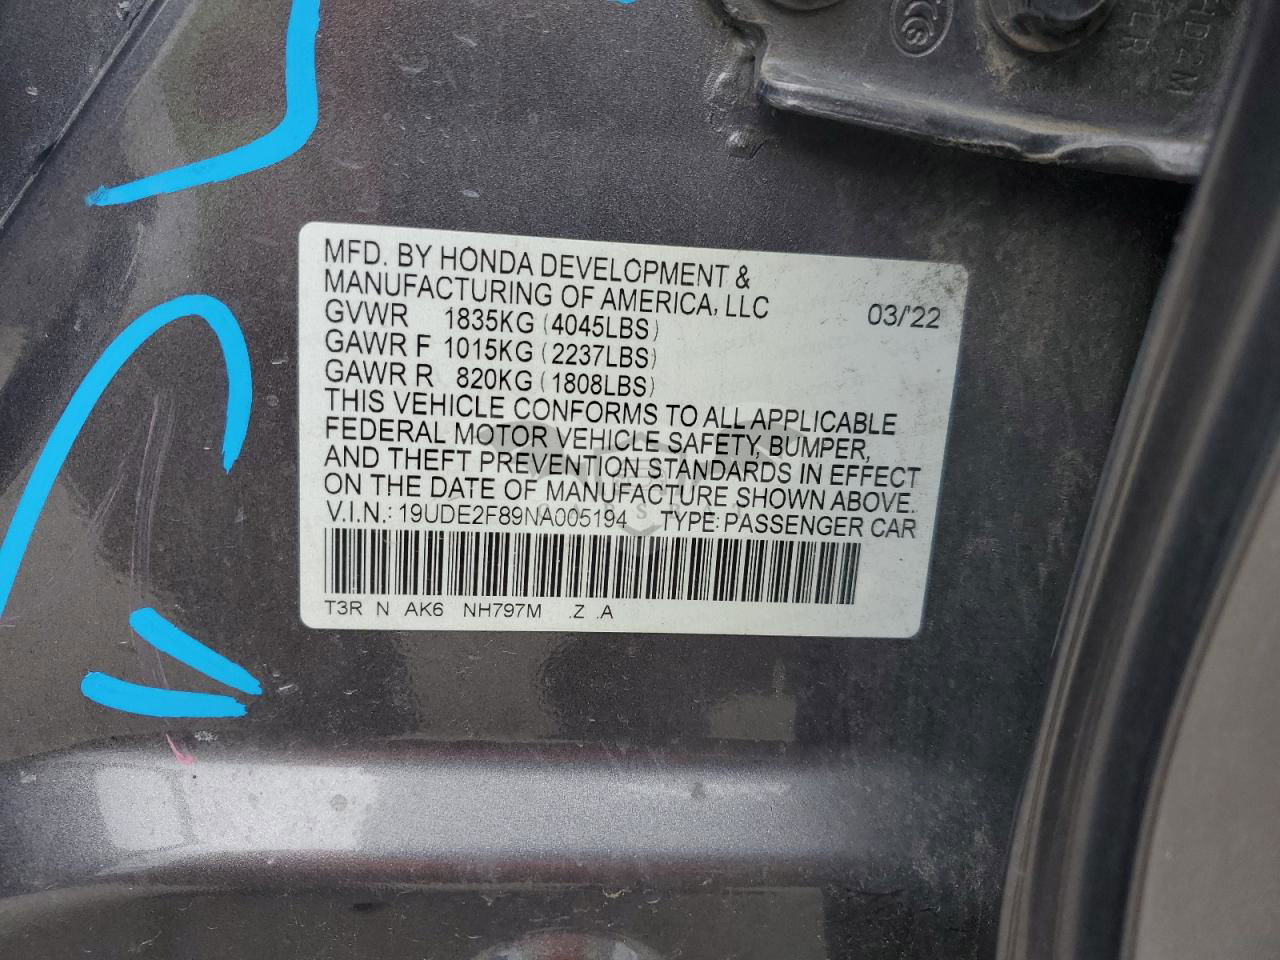 HD2M
LR
MFD. BY HONDA DEVELOPMENT &
MANUFACTURING OF AMERICA, LLC 03/'22
GVWR 1835KG (4045LBS)
GAWR F 1015KG (2237LBS)
GAWR R 820KG (1808LBS)
THIS VEHICLE CONFORMS TO ALL APPLICABLE
FEDERAL MOTOR VEHICLE SAFETY, BUMPER,
AND THEFT PREVENTION STANDARDS IN EFFECT
ON THE DATE OF MANUFACTURE SHOWN ABOVE.
V.I.N.: 19UDE2F89NA005194 TYPE: PASSENGER CAR
T3R N AK6 NH797M .Z .A